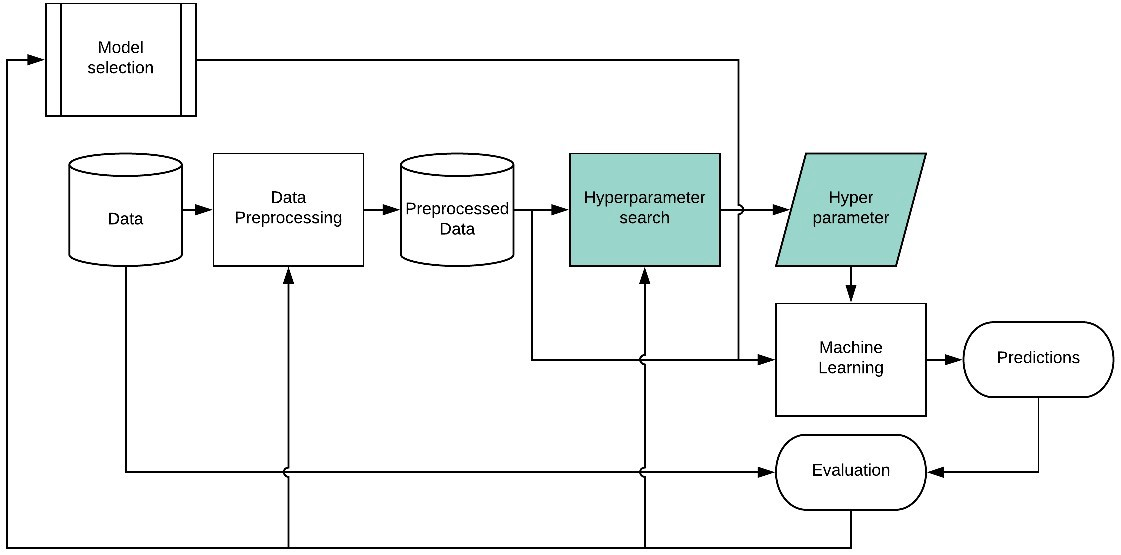 Model
selection
Data
Data
Preprocessing
Preprocessed
Data
Hyperparameter
search
Hyper
parameter
Machine
Learning
Predictions
Evaluation